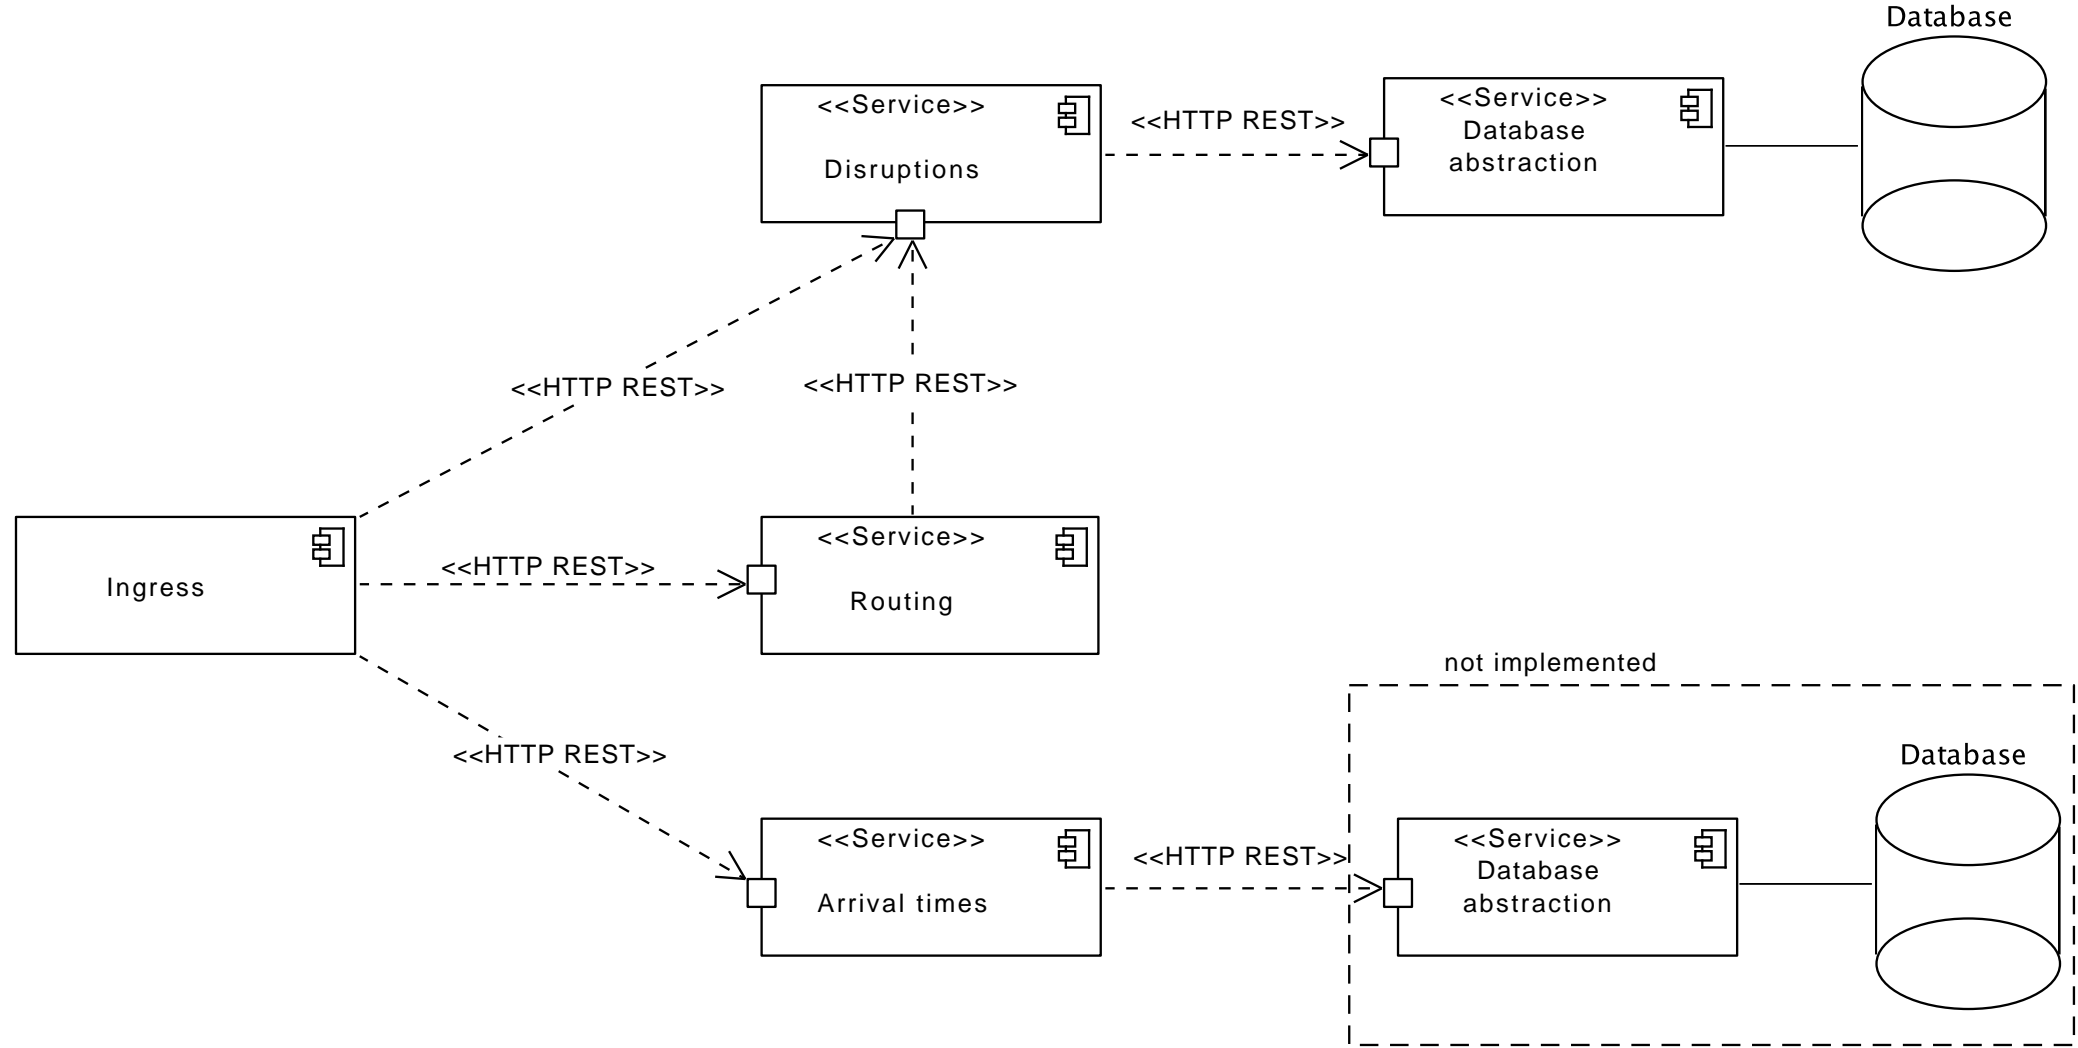 Database
<<Service>>
Disruptions
<<HTTP REST>>
<<Service>>
Database
abstraction
<<HTTP REST>>
<<HTTP REST>>
Ingress
<<HTTP REST>>
<<Service>>
Routing
not implemented
<<HTTP REST>>
Database
<<Service>>
Arrival times
<<HTTP REST>>
<<Service>>
Database
abstraction